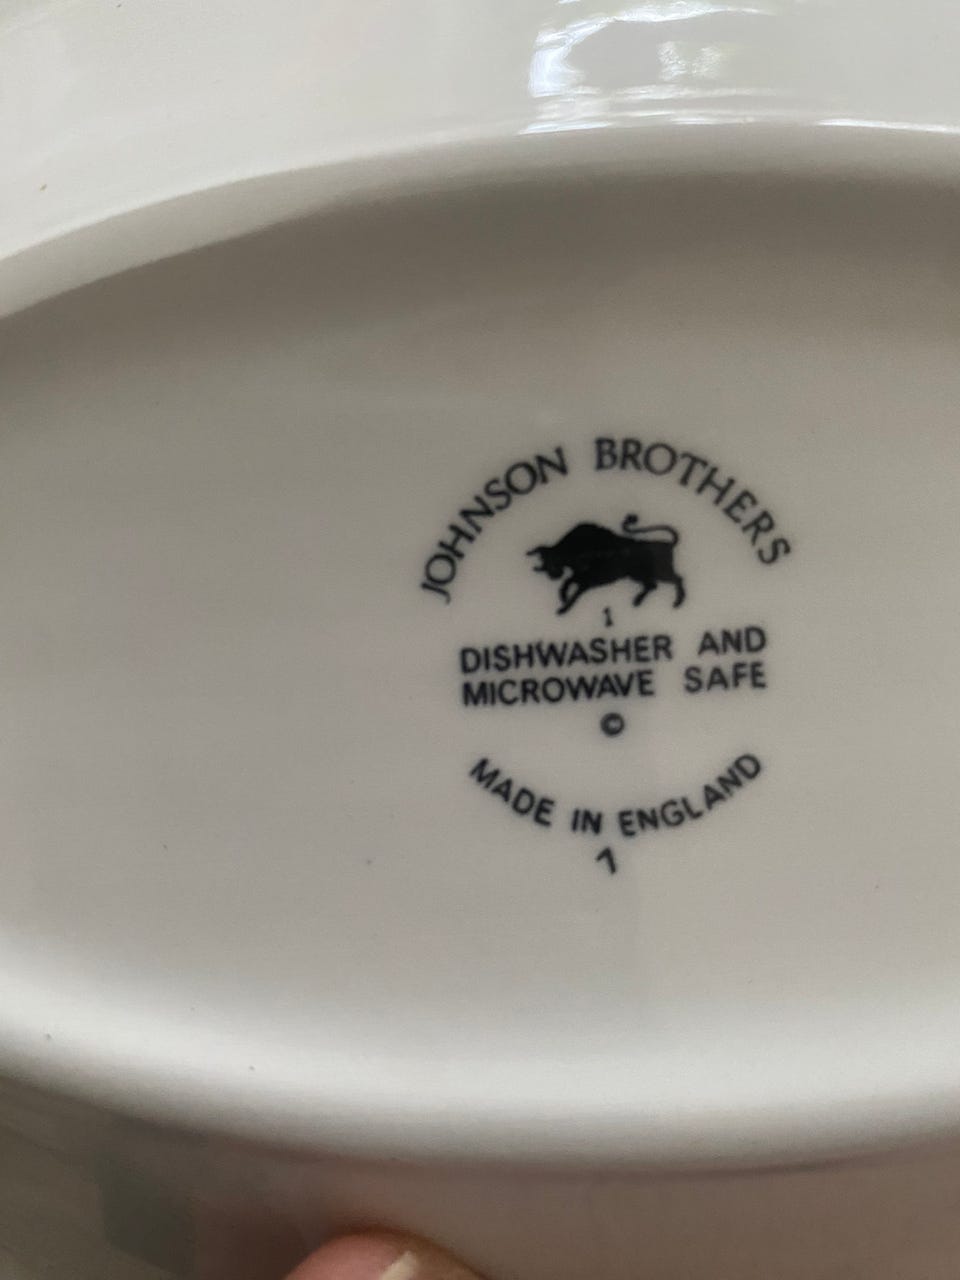 JOHNSON BROTHERS
1
DISHWASHER AND
MICROWAVE SAFE
©
MADE IN ENGLAND
7